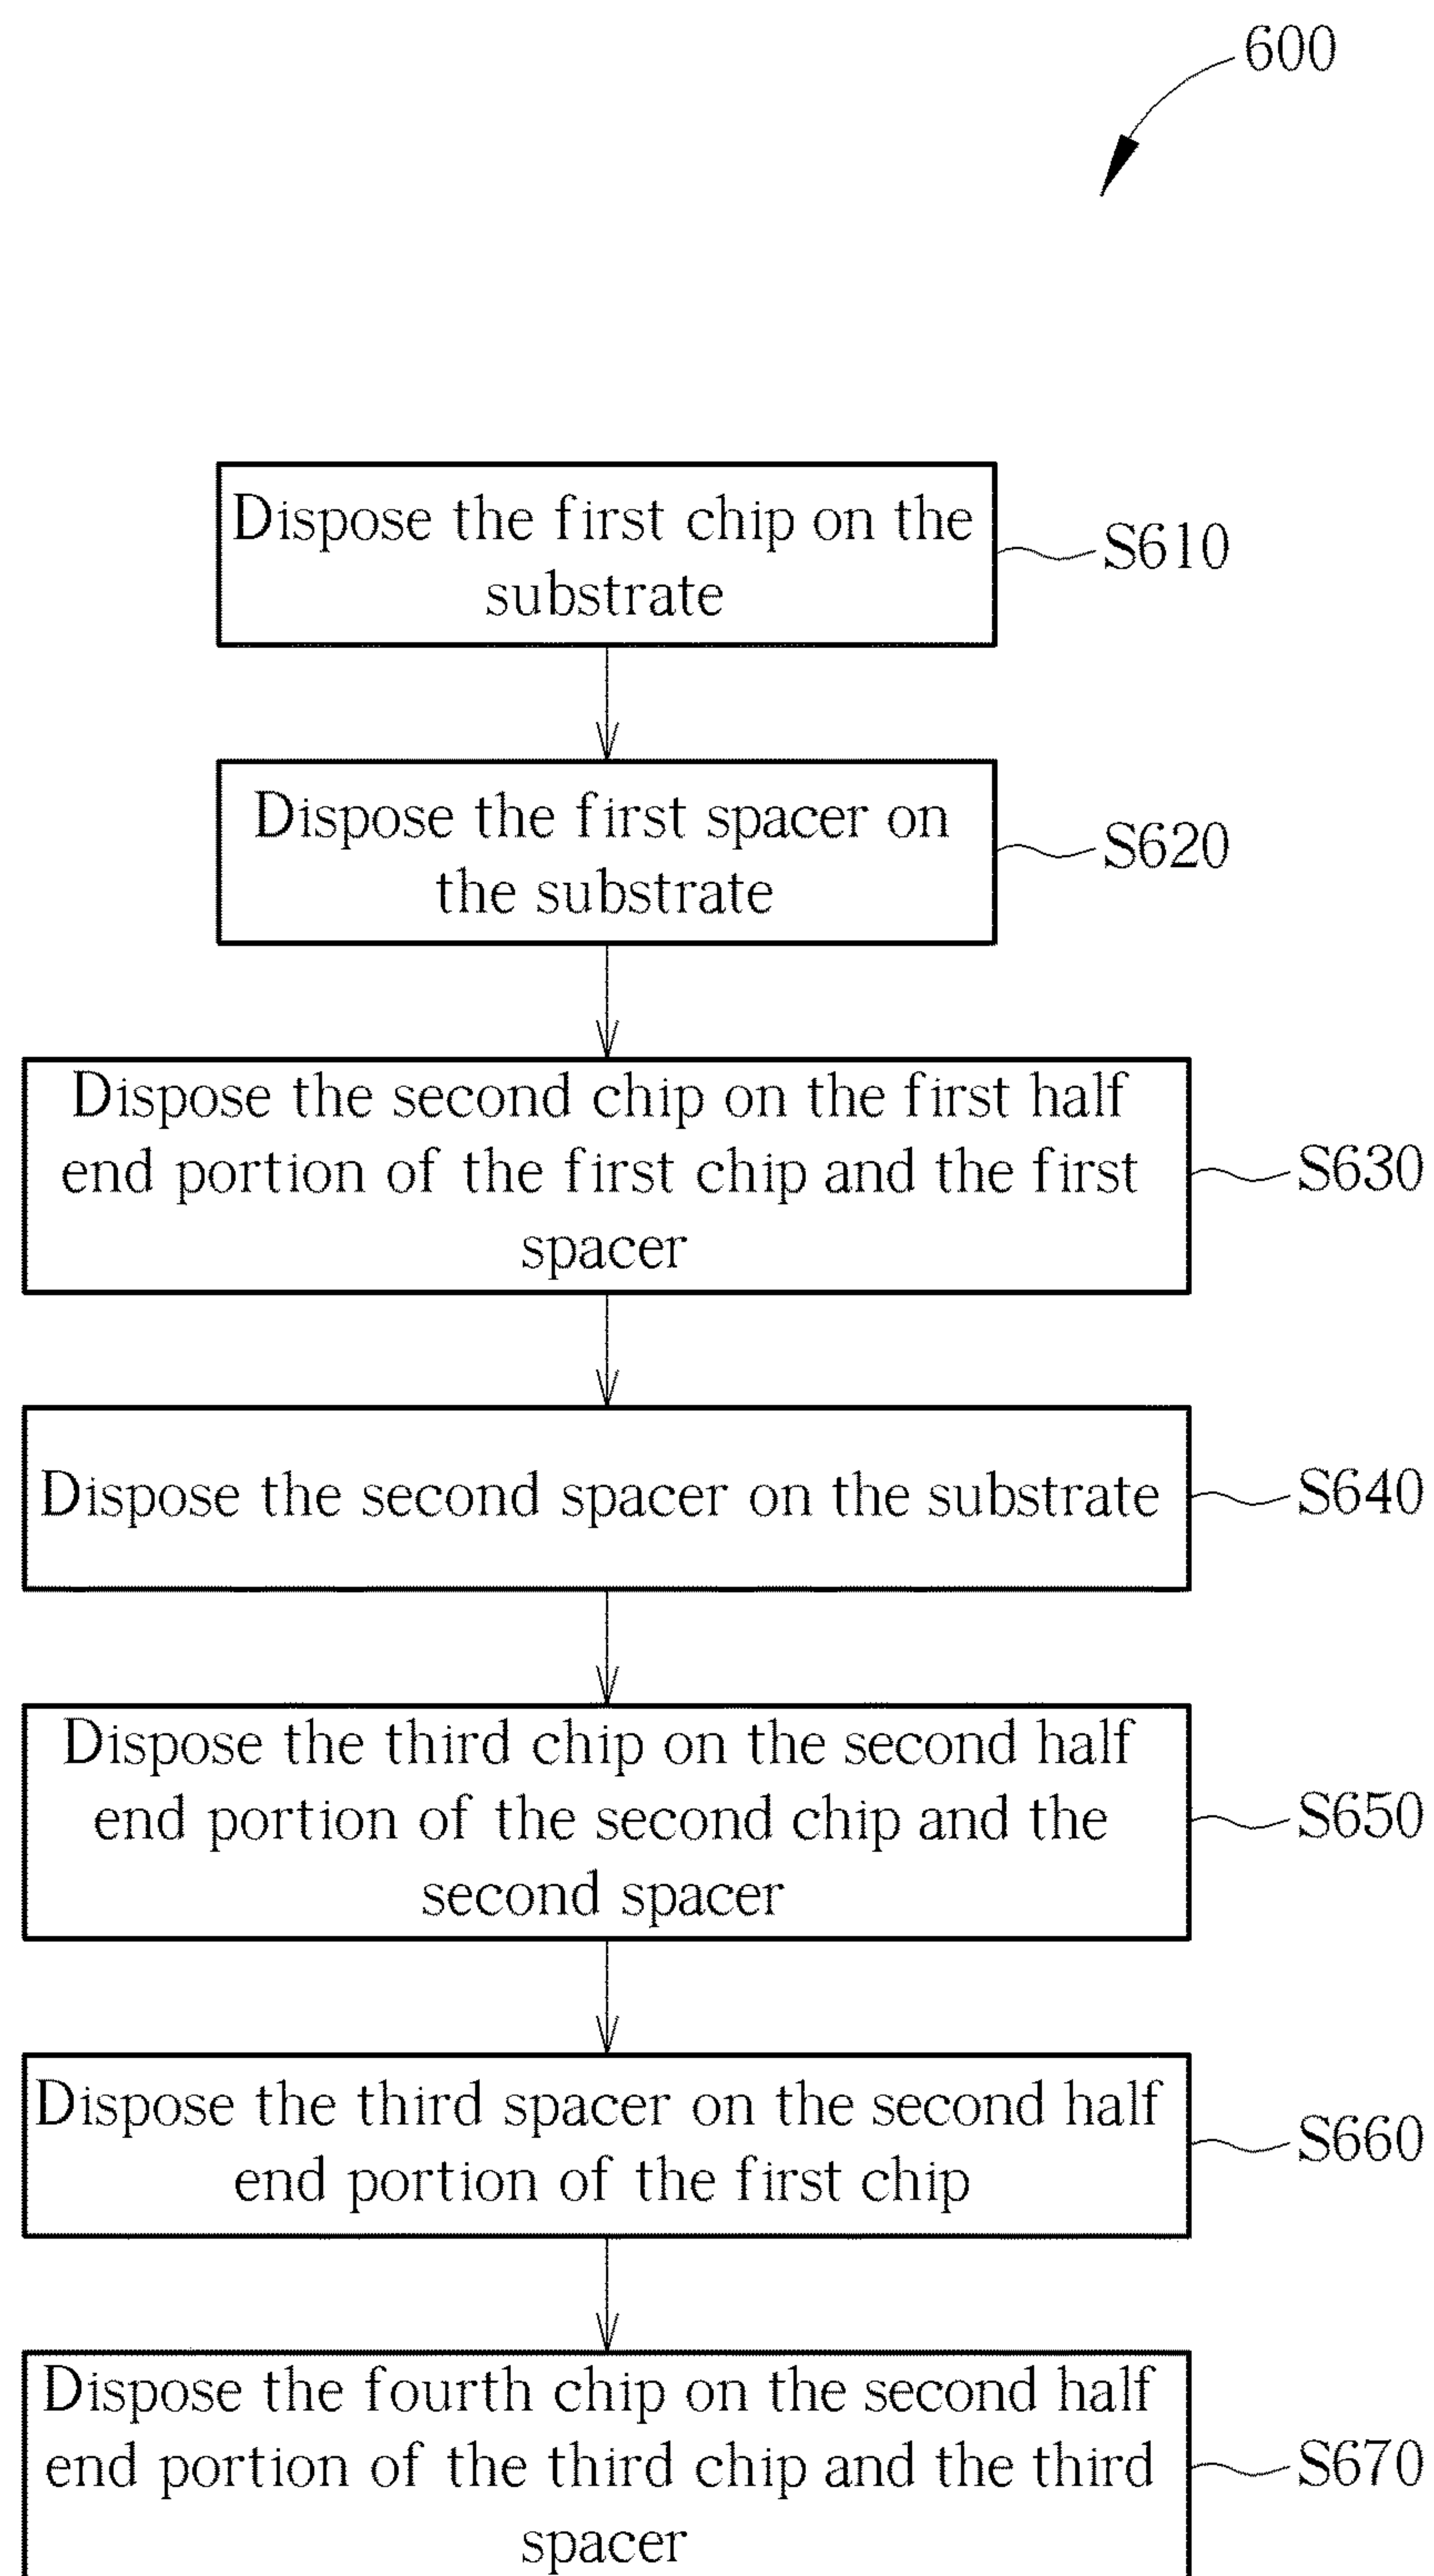 600
Dispose the first chip on the
substrate
S610
Dispose the first spacer on
the substrate
S620
Dispose the second chip on the first half
end portion of the first chip and the first
spacer
S630
Dispose the second spacer on the substrate
S640
Dispose the third chip on the second half
end portion of the second chip and the
second spacer
S650
Dispose the third spacer on the second half
end portion of the first chip
S660
Dispose the fourth chip on the second half
end portion of the third chip and the third
spacer
S670